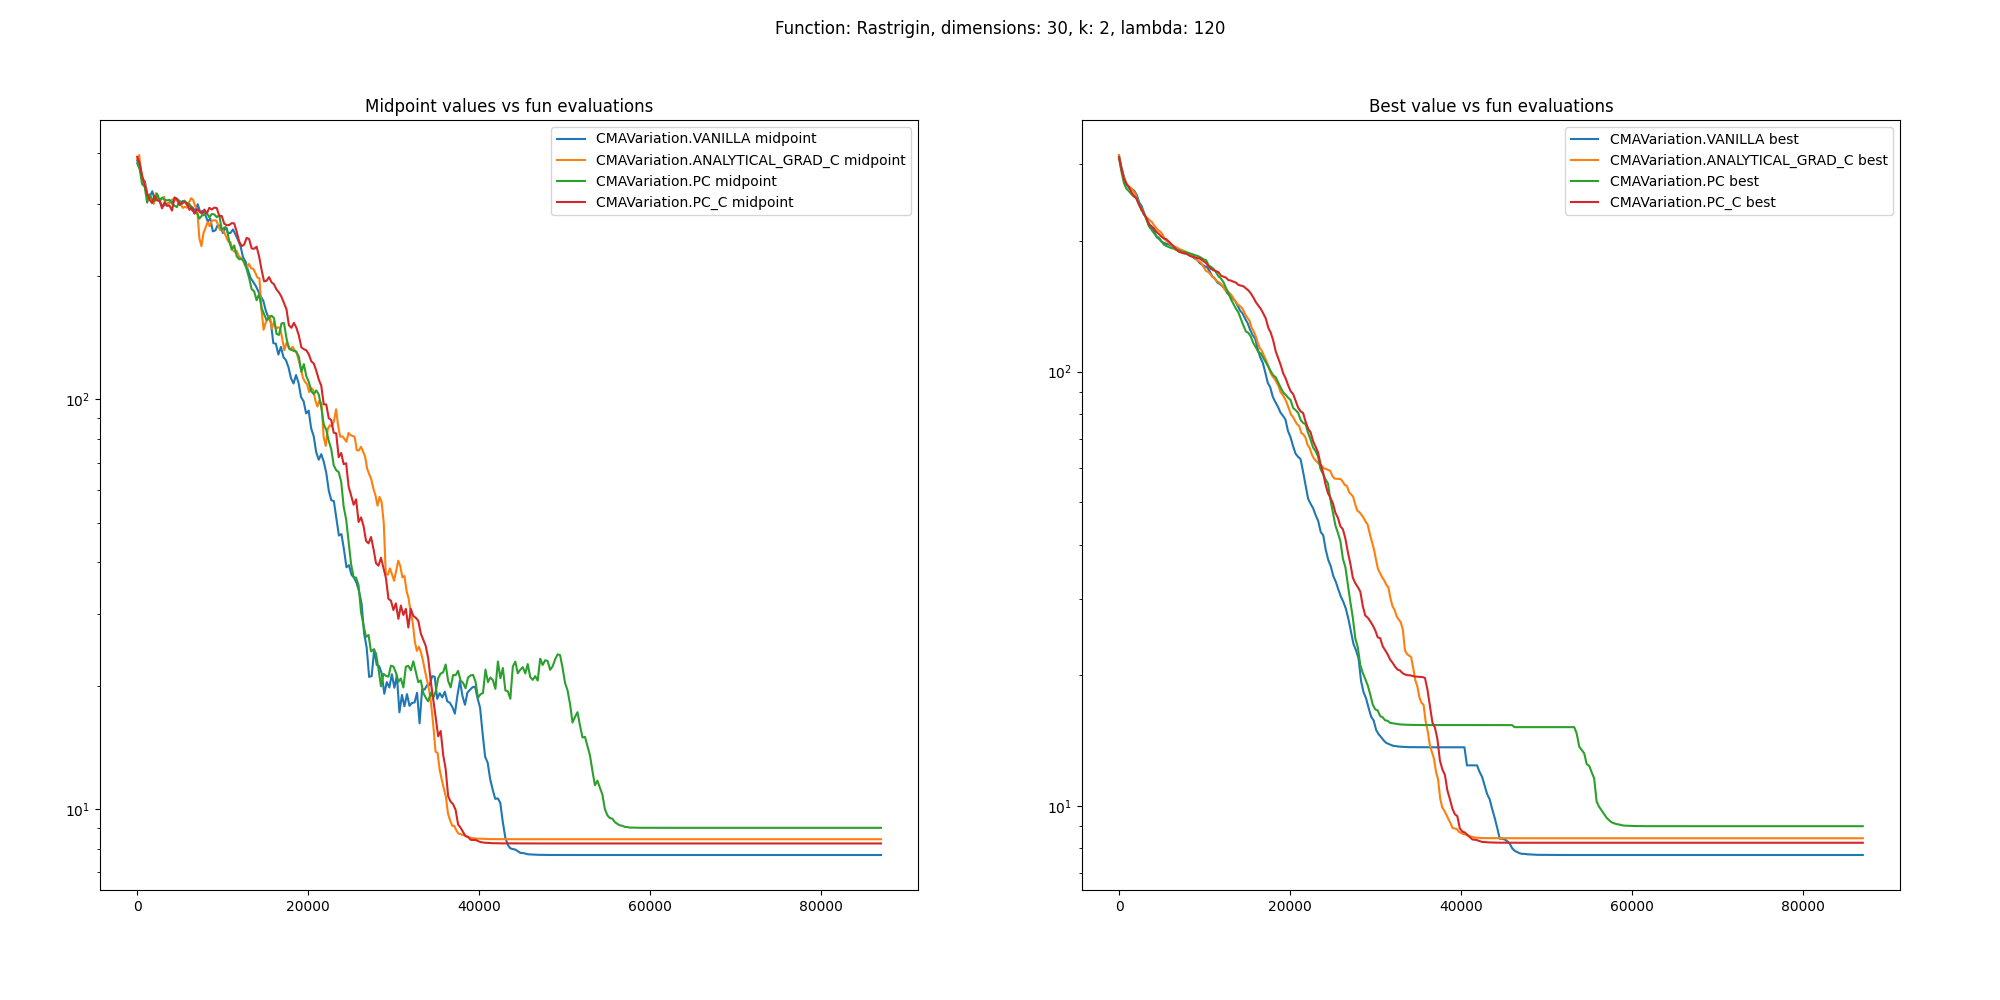 Function: Rastrigin, dimensions: 30, k: 2, lambda: 120
Midpoint values vs fun evaluations
CMAVariation.VANILLA midpoint
CMAVariation.ANALYTICAL_GRAD_C midpoint
CMAVariation.PC midpoint
CMAVariation.PC_C midpoint
10²
10¹
0 20000 40000 60000 80000
Best value vs fun evaluations
CMAVariation.VANILLA best
CMAVariation.ANALYTICAL_GRAD_C best
CMAVariation.PC best
CMAVariation.PC_C best
10²
10¹
0 20000 40000 60000 80000